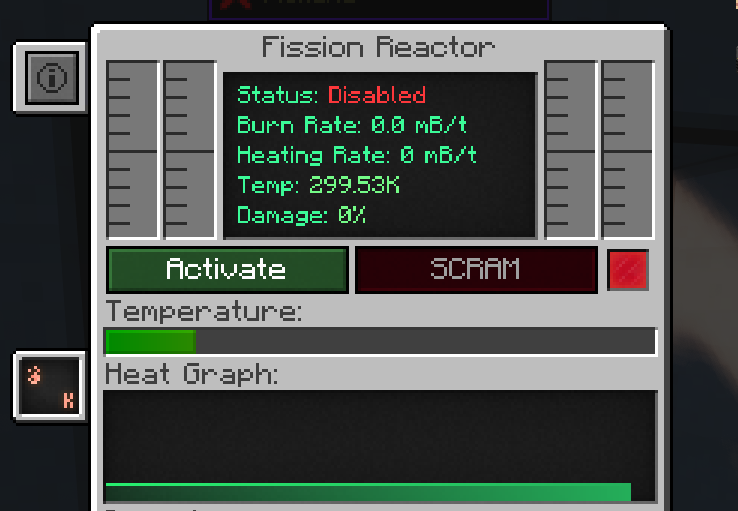 Fission Reactor
Status: Disabled
Burn Rate: 0.0 mB/t
Heating Rate: 0 mB/t
Temp: 299.53K
Damage: 0%
Activate
SCRAM
Temperature:
K
Heat Graph: